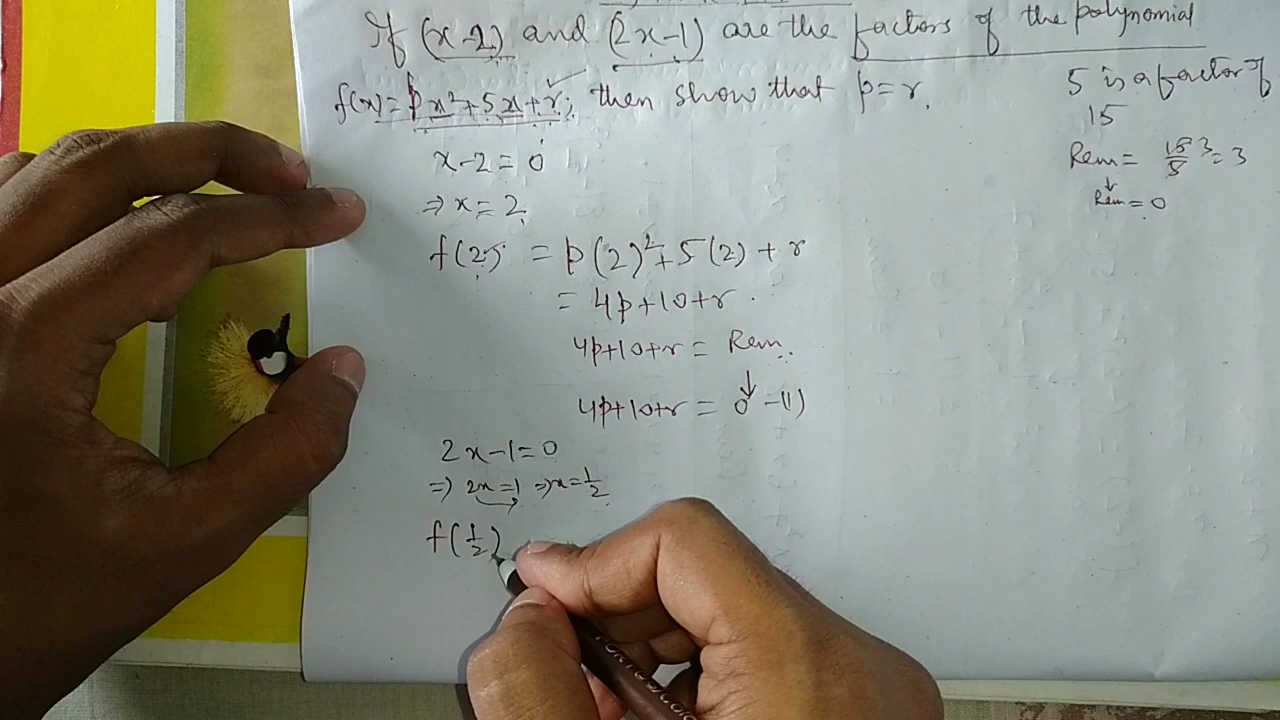 If (x-2) and (2x-1) are the factors of the polynomial
f(x)= px²+5x+r, then show that p=r.
x-2=0
⇒ x=2
f(2) = p(2)²+5(2)+r
= 4p+10+r.
4p+10+r = Rem
↓
4p+10+r = 0 -(1)
2x-1=0
⇒ 2x=1 ⇒ x=1/2
f(1/2)
5 is a factor of
15
Rem = 15/5 3 = 3
↓
Rem = 0